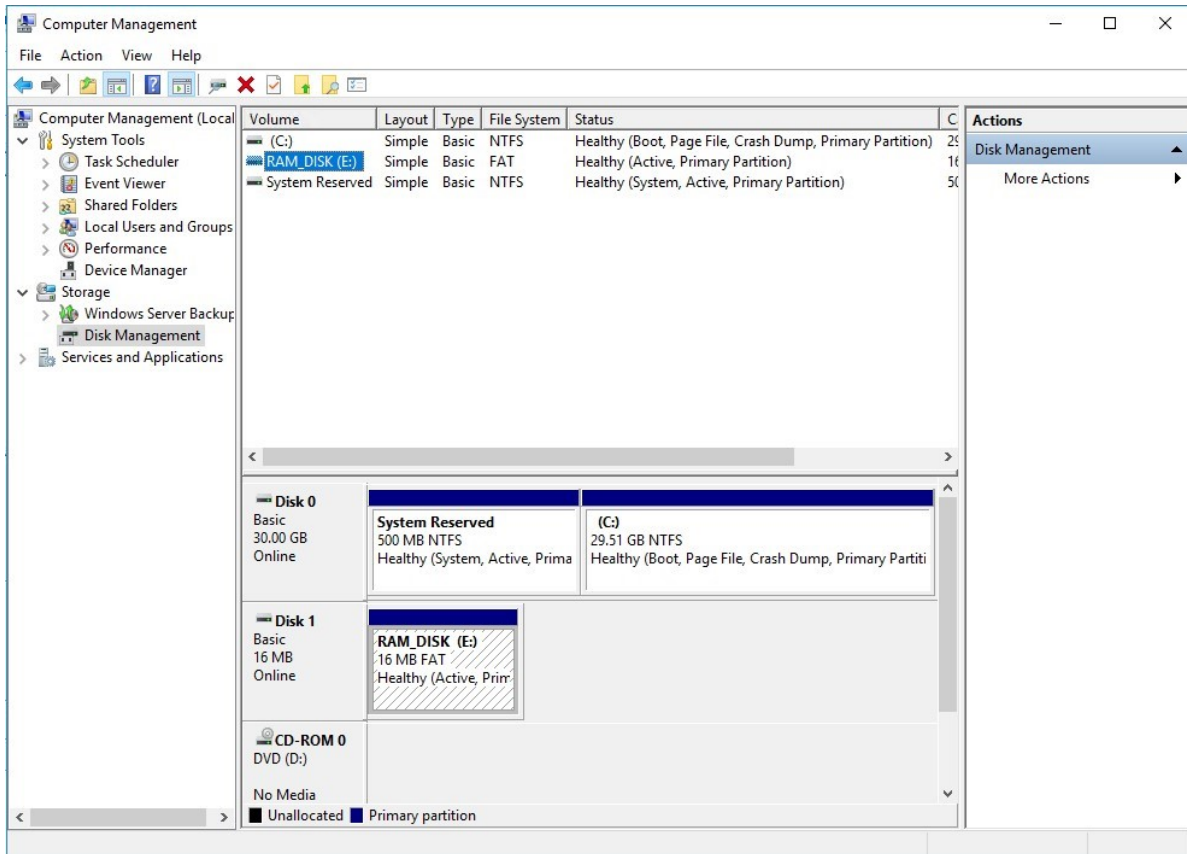 Computer Management
File Action View Help
Computer Management (Local
System Tools
Task Scheduler
Event Viewer
Shared Folders
Local Users and Groups
Performance
Device Manager
Storage
Windows Server Backup
Disk Management
Services and Applications
Volume Layout Type File System Status C
(C:) Simple Basic NTFS Healthy (Boot, Page File, Crash Dump, Primary Partition) 29
RAM_DISK (E:) Simple Basic FAT Healthy (Active, Primary Partition) 16
System Reserved Simple Basic NTFS Healthy (System, Active, Primary Partition) 50
Disk 0
Basic
30.00 GB
Online
System Reserved
500 MB NTFS
Healthy (System, Active, Prima
(C:)
29.51 GB NTFS
Healthy (Boot, Page File, Crash Dump, Primary Partiti
Disk 1
Basic
16 MB
Online
RAM_DISK (E:)
16 MB FAT
Healthy (Active, Prim
CD-ROM 0
DVD (D:)
No Media
Unallocated Primary partition
Actions
Disk Management
More Actions